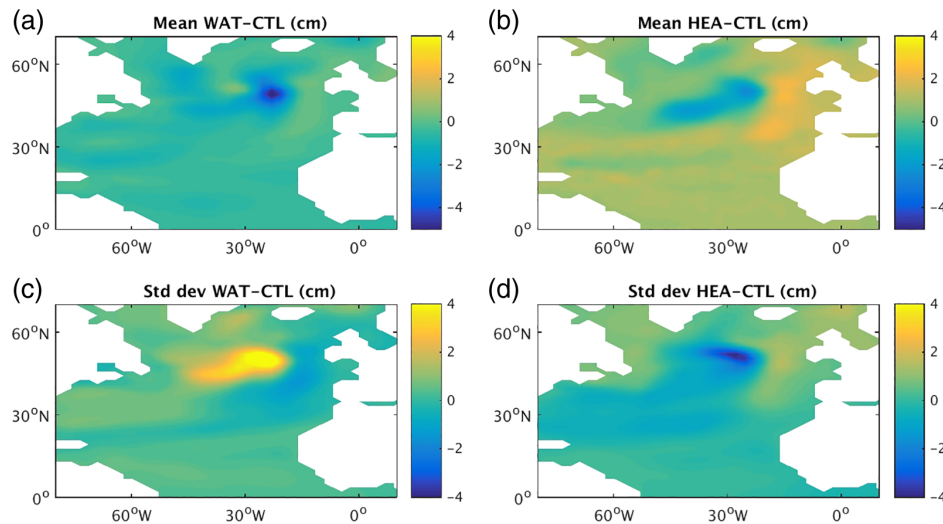 (a) Mean WAT-CTL (cm)
60°N
30°N
0°
60°W 30°W 0°
4
2
0
-2
-4
(b) Mean HEA-CTL (cm)
60°N
30°N
0°
60°W 30°W 0°
4
2
0
-2
-4
(c) Std dev WAT-CTL (cm)
60°N
30°N
0°
60°W 30°W 0°
4
2
0
-2
-4
(d) Std dev HEA-CTL (cm)
60°N
30°N
0°
60°W 30°W 0°
4
2
0
-2
-4